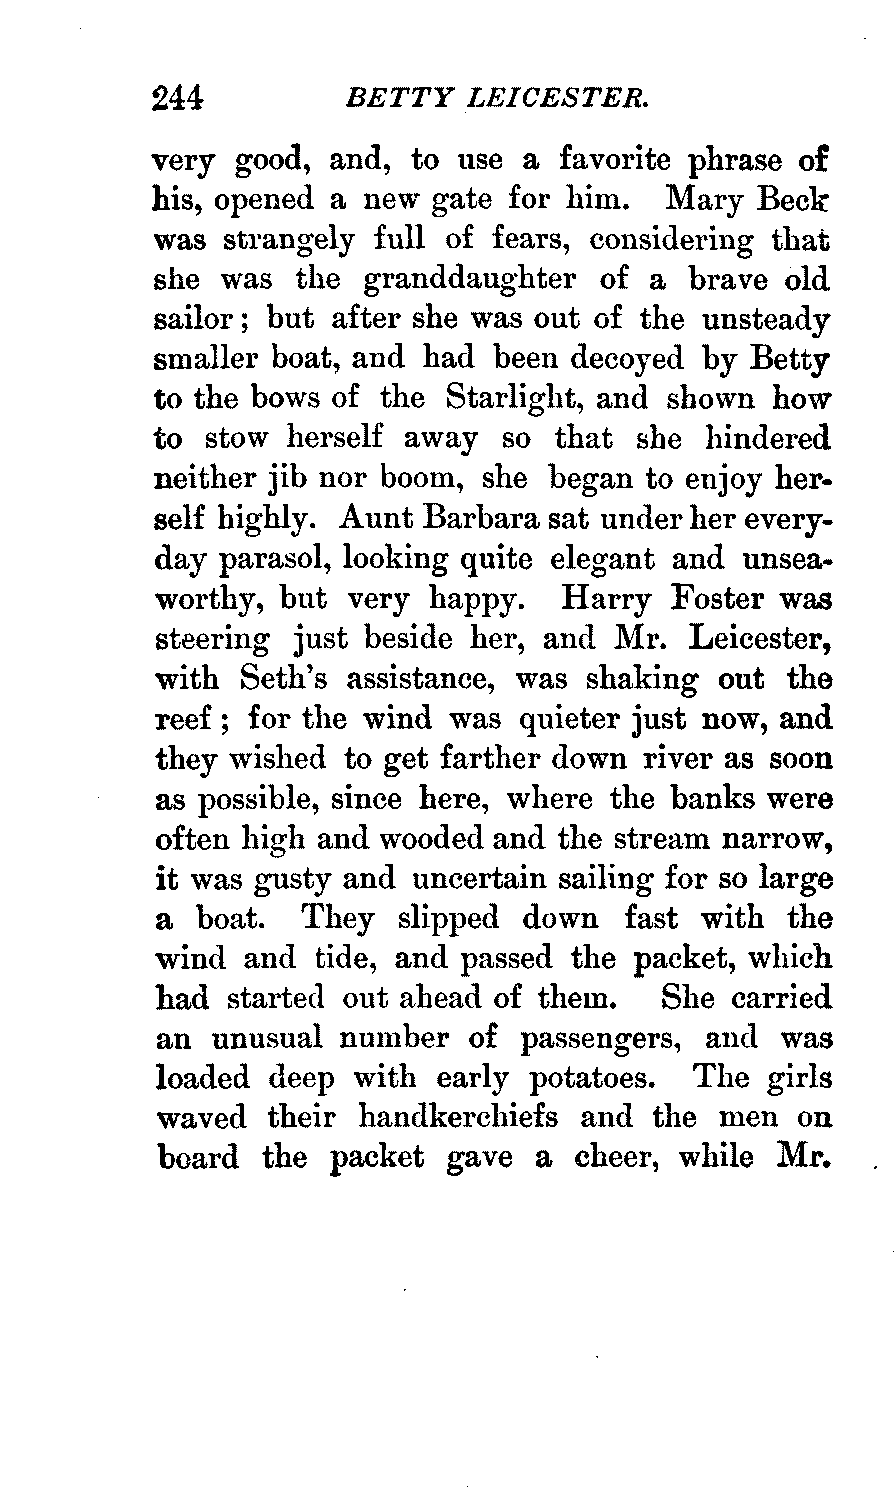 244 BETTY LEICESTER.
very good, and, to use a favorite phrase of
his, opened a new gate for him. Mary Beck
was strangely full of fears, considering that
she was the granddaughter of a brave old
sailor; but after she was out of the unsteady
smaller boat, and had been decoyed by Betty
to the bows of the Starlight, and shown how
to stow herself away so that she hindered
neither jib nor boom, she began to enjoy her-
self highly. Aunt Barbara sat under her every-
day parasol, looking quite elegant and unsea-
worthy, but very happy. Harry Foster was
steering just beside her, and Mr. Leicester,
with Seth's assistance, was shaking out the
reef; for the wind was quieter just now, and
they wished to get farther down river as soon
as possible, since here, where the banks were
often high and wooded and the stream narrow,
it was gusty and uncertain sailing for so large
a boat. They slipped down fast with the
wind and tide, and passed the packet, which
had started out ahead of them. She carried
an unusual number of passengers, and was
loaded deep with early potatoes. The girls
waved their handkerchiefs and the men on
board the packet gave a cheer, while Mr.